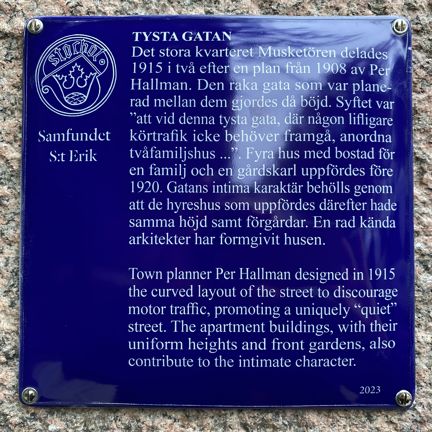 Storhol
Samfundet
S:t Erik
TYSTA GATAN
Det stora kvarteret Musketören delades
1915 i två efter en plan från 1908 av Per
Hallman. Den raka gata som var plane-
rad mellan dem gjordes då böjd. Syftet var
”att vid denna tysta gata, där någon lifligare
körtrafik icke behöver framgå, anordna
tvåfamiljshus ...”. Fyra hus med bostad för
en familj och en gårdskarl uppfördes före
1920. Gatans intima karaktär behölls genom
att de hyreshus som uppfördes därefter hade
samma höjd samt förgårdar. En rad kända
arkitekter har formgivit husen.
Town planner Per Hallman designed in 1915
the curved layout of the street to discourage
motor traffic, promoting a uniquely “quiet”
street. The apartment buildings, with their
uniform heights and front gardens, also
contribute to the intimate character.
2023